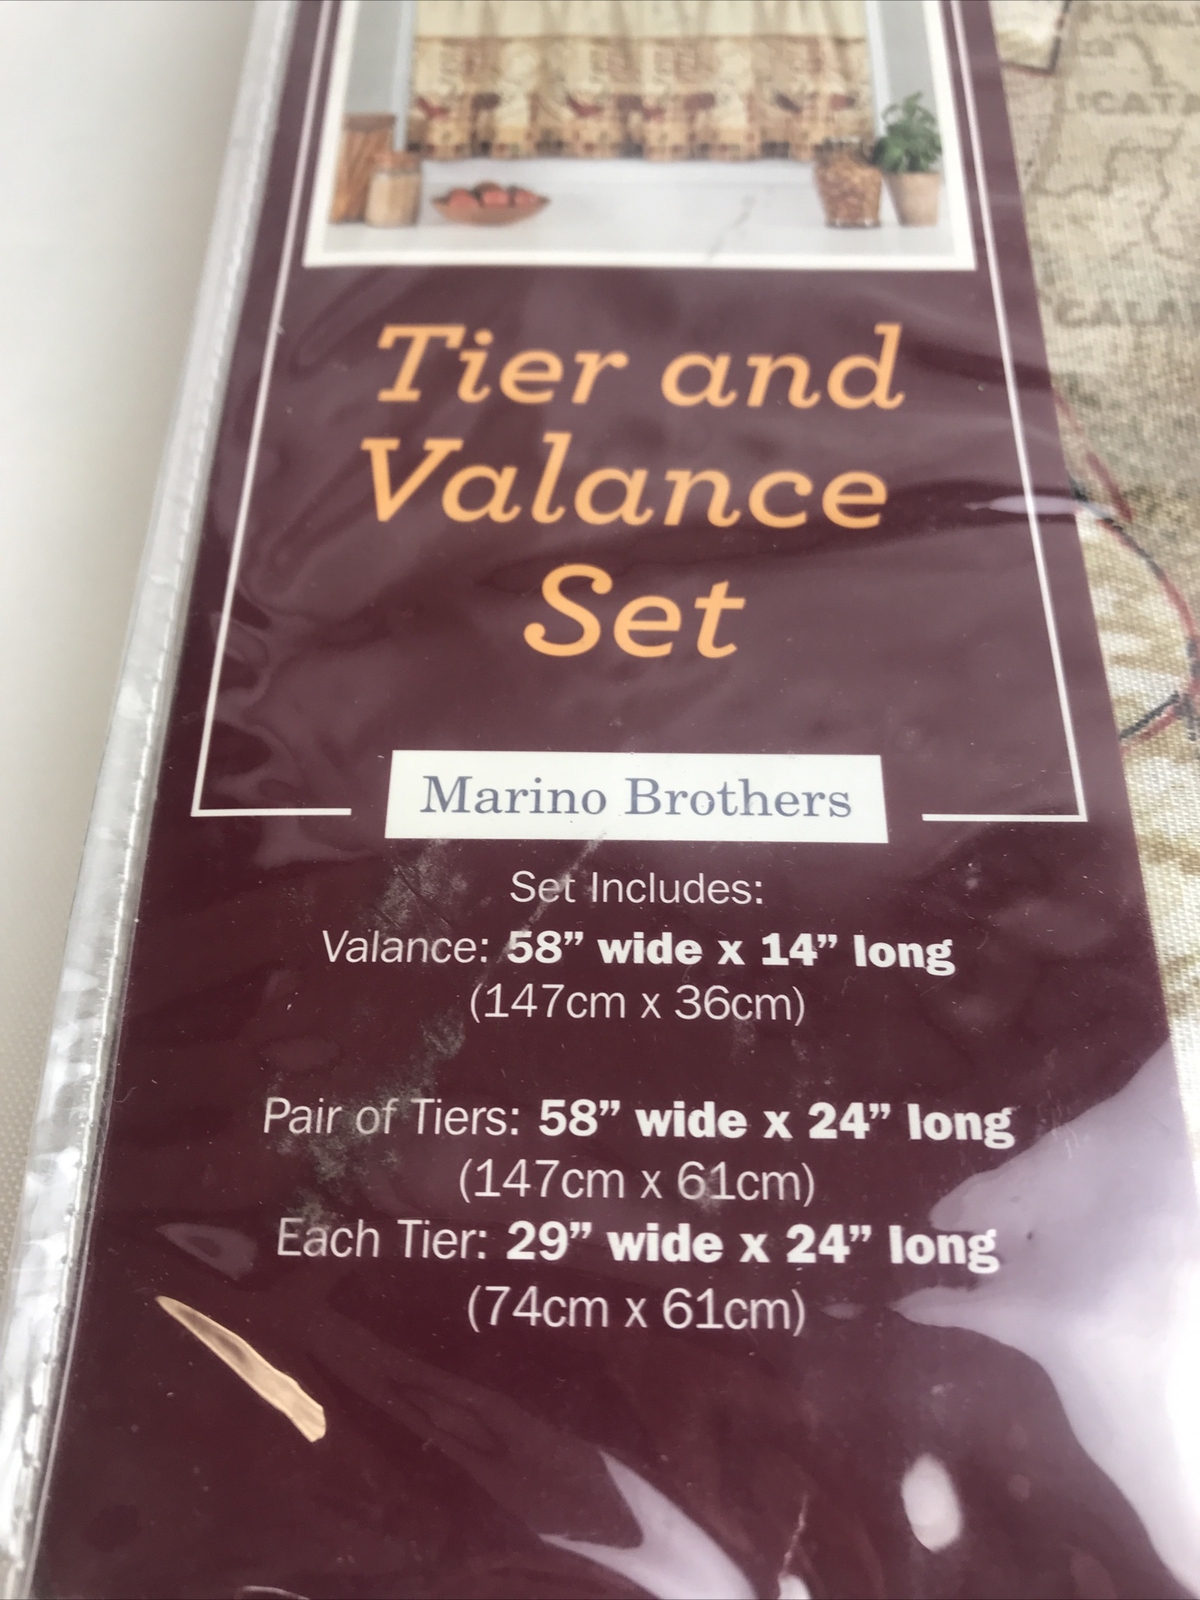 Tier and
Valance
Set
Marino Brothers
Set Includes:
Valance: 58” wide x 14” long
(147cm x 36cm)
Pair of Tiers: 58” wide x 24” long
(147cm x 61cm)
Each Tier: 29” wide x 24” long
(74cm x 61cm)